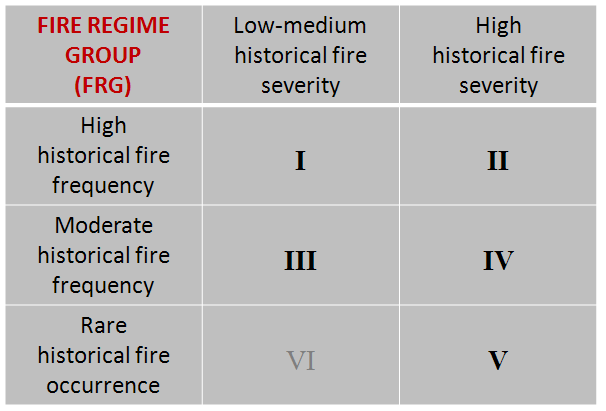 FIRE REGIME
GROUP
(FRG)
Low-medium
historical fire
severity
High
historical fire
severity
High
historical fire
frequency
I
II
Moderate
historical fire
frequency
III
IV
Rare
historical fire
occurrence
VI
V